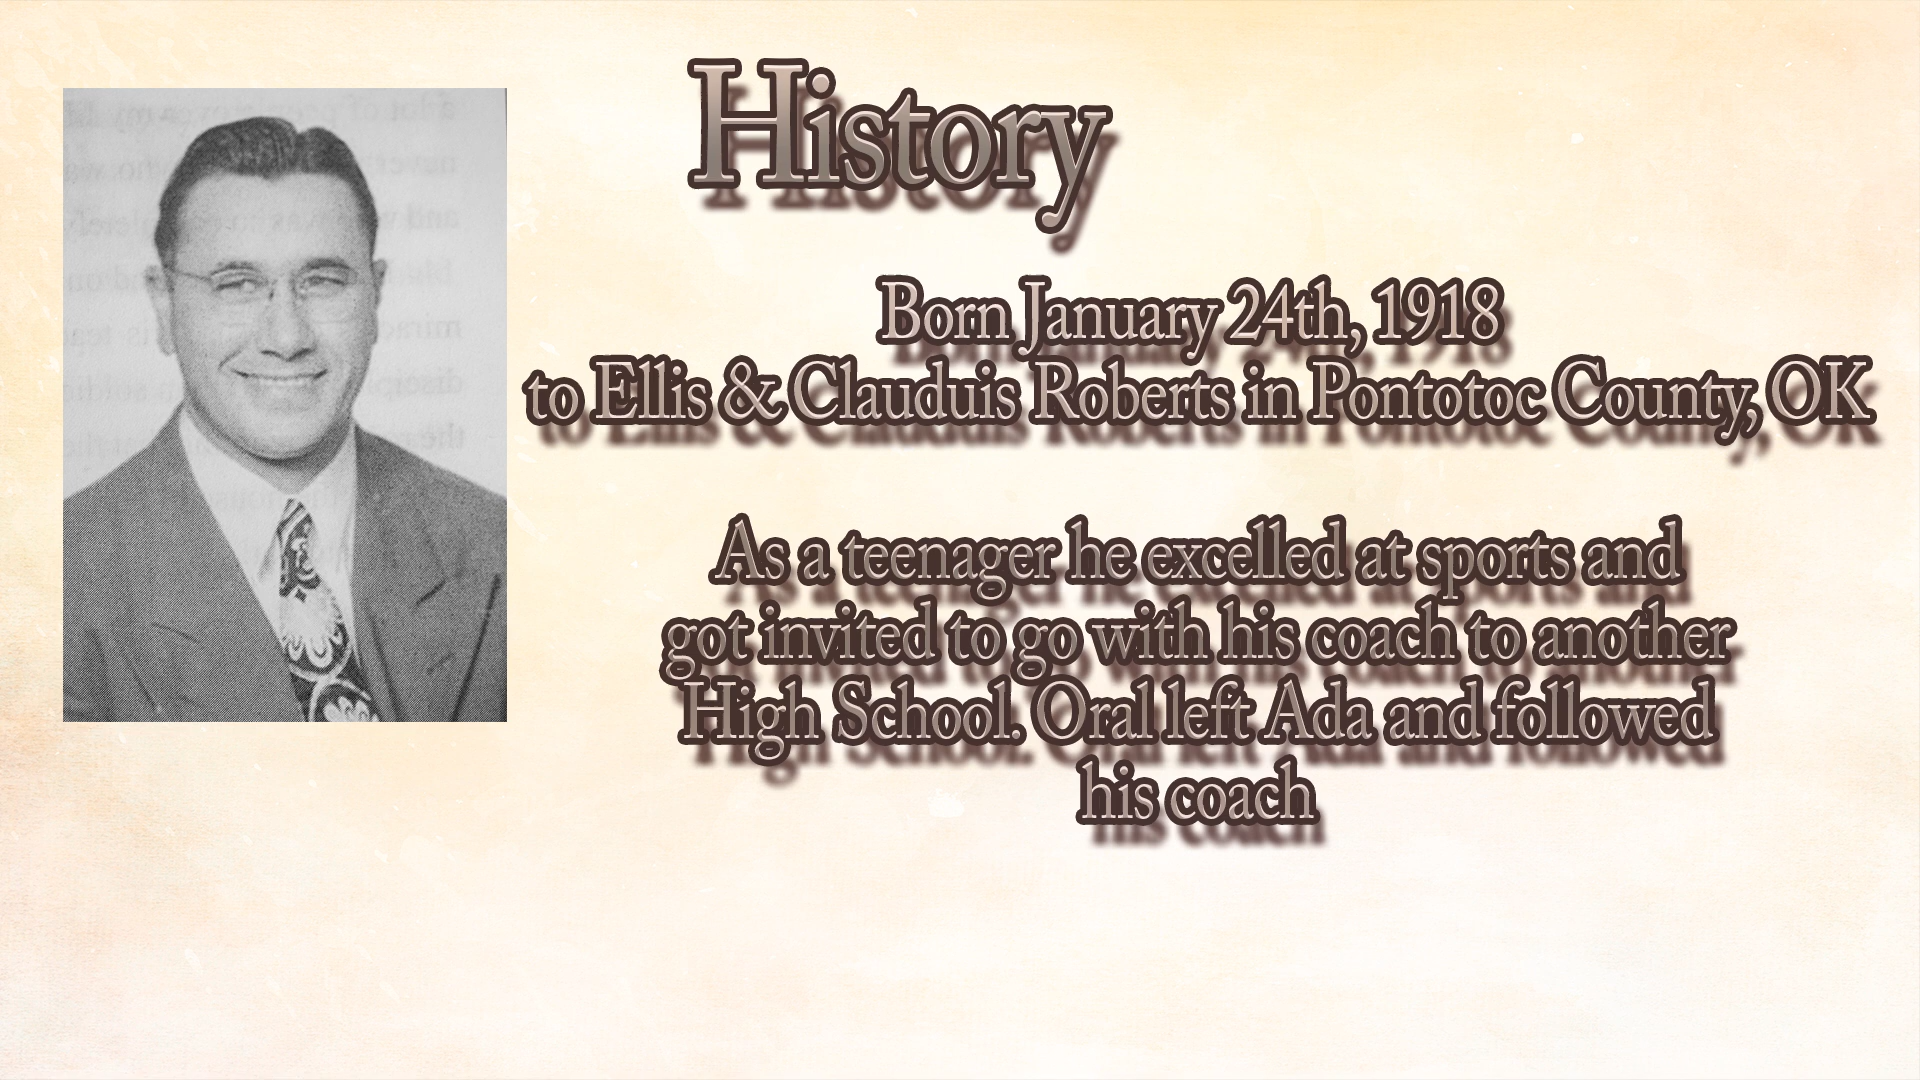 History
Born January 24th, 1918
to Ellis & Clauduis Roberts in Pontotoc County, OK
As a teenager he excelled at sports and
got invited to go with his coach to another
High School. Oral left Ada and followed
his coach